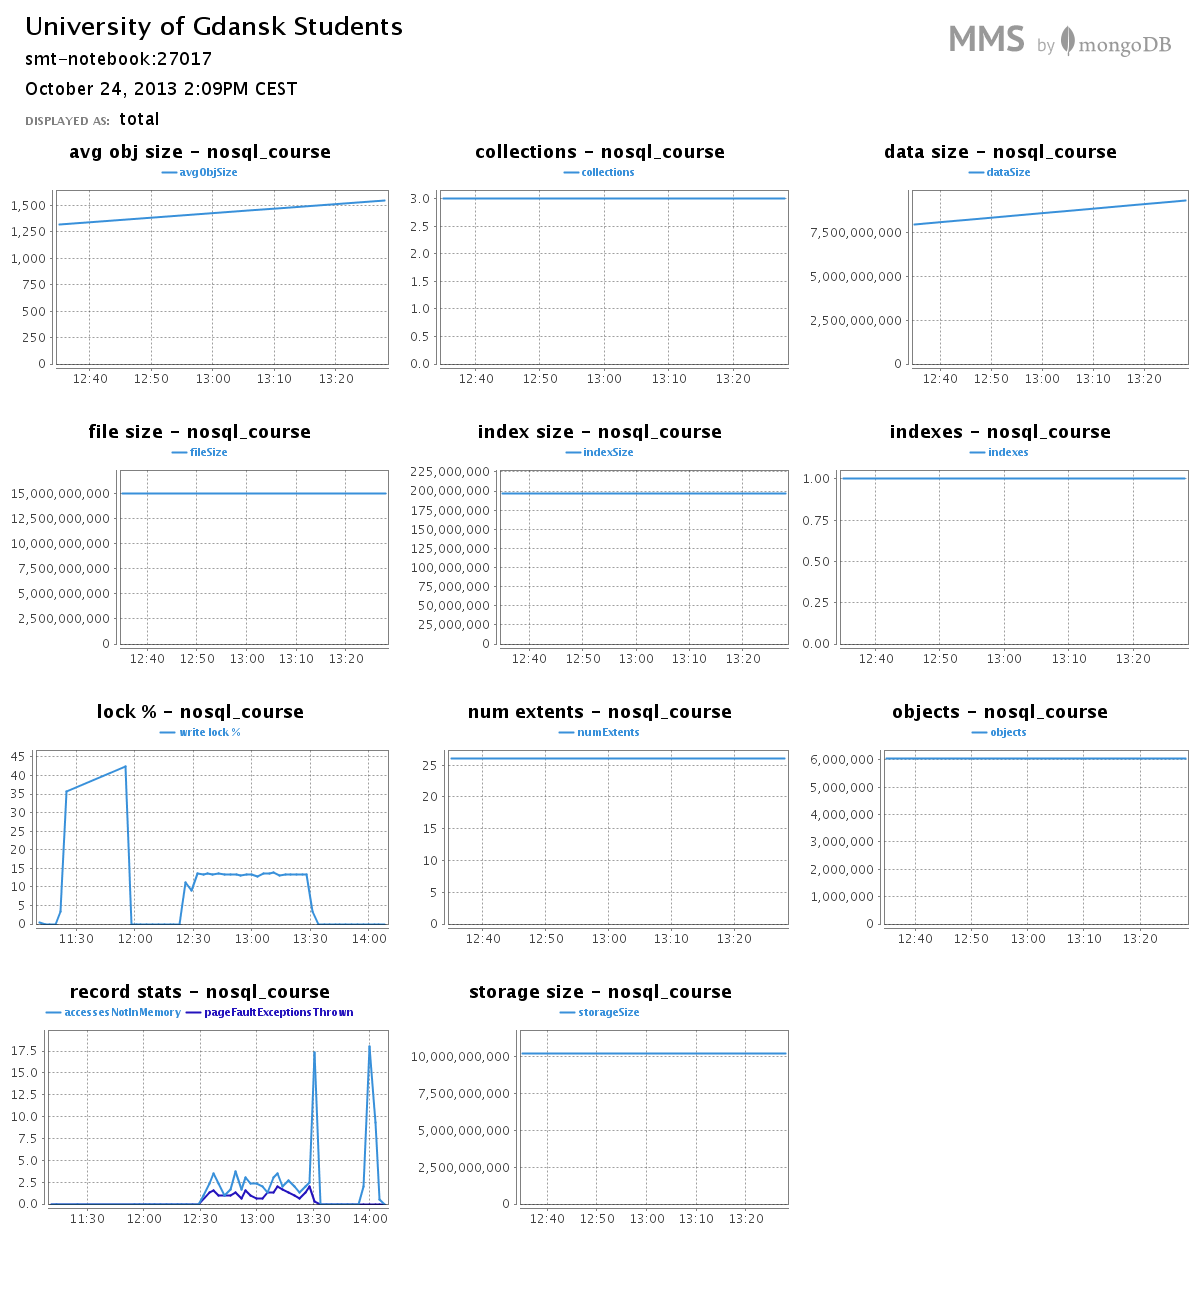 University of Gdansk Students
smt-notebook:27017
October 24, 2013 2:09PM CEST
DISPLAYED AS: total
MMS by mongoDB
avg obj size - nosql_course
avgObjSize
1,500
1,250
1,000
750
500
250
0
12:40 12:50 13:00 13:10 13:20
collections - nosql_course
collections
3.0
2.5
2.0
1.5
1.0
0.5
0.0
12:40 12:50 13:00 13:10 13:20
data size - nosql_course
dataSize
7,500,000,000
5,000,000,000
2,500,000,000
0
12:40 12:50 13:00 13:10 13:20
file size - nosql_course
fileSize
15,000,000,000
12,500,000,000
10,000,000,000
7,500,000,000
5,000,000,000
2,500,000,000
0
12:40 12:50 13:00 13:10 13:20
index size - nosql_course
indexSize
225,000,000
200,000,000
175,000,000
150,000,000
125,000,000
100,000,000
75,000,000
50,000,000
25,000,000
0
12:40 12:50 13:00 13:10 13:20
indexes - nosql_course
indexes
1.00
0.75
0.50
0.25
0.00
12:40 12:50 13:00 13:10 13:20
lock % - nosql_course
write lock %
45
40
35
30
25
20
15
10
5
0
11:30 12:00 12:30 13:00 13:30 14:00
num extents - nosql_course
numExtents
25
20
15
10
5
0
12:40 12:50 13:00 13:10 13:20
objects - nosql_course
objects
6,000,000
5,000,000
4,000,000
3,000,000
2,000,000
1,000,000
0
12:40 12:50 13:00 13:10 13:20
record stats - nosql_course
accessesNotInMemory pageFaultExceptionsThrown
17.5
15.0
12.5
10.0
7.5
5.0
2.5
0.0
11:30 12:00 12:30 13:00 13:30 14:00
storage size - nosql_course
storageSize
10,000,000,000
7,500,000,000
5,000,000,000
2,500,000,000
0
12:40 12:50 13:00 13:10 13:20